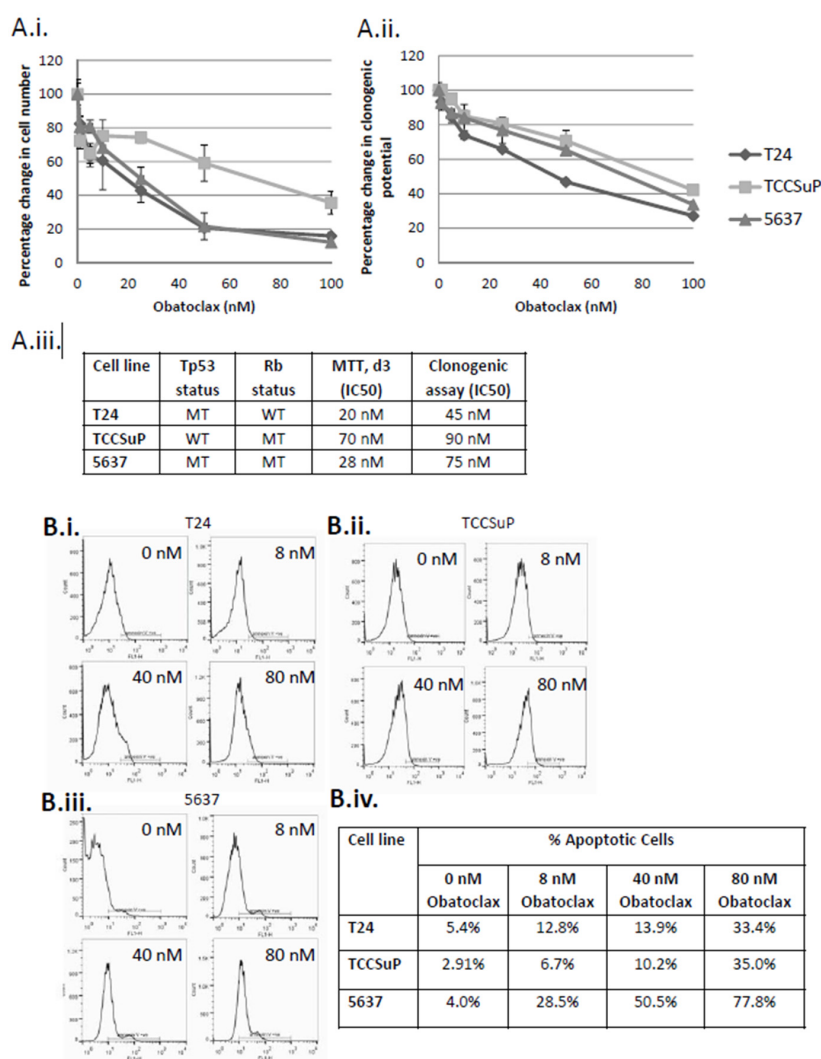 A.i.
A.ii.
Percentage change in cell number
120
100
80
60
40
20
0
0 20 40 60 80 100
Obatoclax (nM)
Percentage change in clonogenic potential
120
100
80
60
40
20
0
0 20 40 60 80 100
Obatoclax (nM)
T24
TCCSuP
5637
A.iii.
Cell line Tp53 status Rb status MTT, d3 (IC50) Clonogenic assay (IC50)
T24 MT WT 20 nM 45 nM
TCCSuP WT MT 70 nM 90 nM
5637 MT MT 28 nM 75 nM
B.i.
T24
0 nM
8 nM
40 nM
80 nM
B.ii.
TCCSuP
0 nM
8 nM
40 nM
80 nM
B.iii.
5637
0 nM
8 nM
40 nM
80 nM
B.iv.
Cell line % Apoptotic Cells
0 nM Obatoclax 8 nM Obatoclax 40 nM Obatoclax 80 nM Obatoclax
T24 5.4% 12.8% 13.9% 33.4%
TCCSuP 2.91% 6.7% 10.2% 35.0%
5637 4.0% 28.5% 50.5% 77.8%